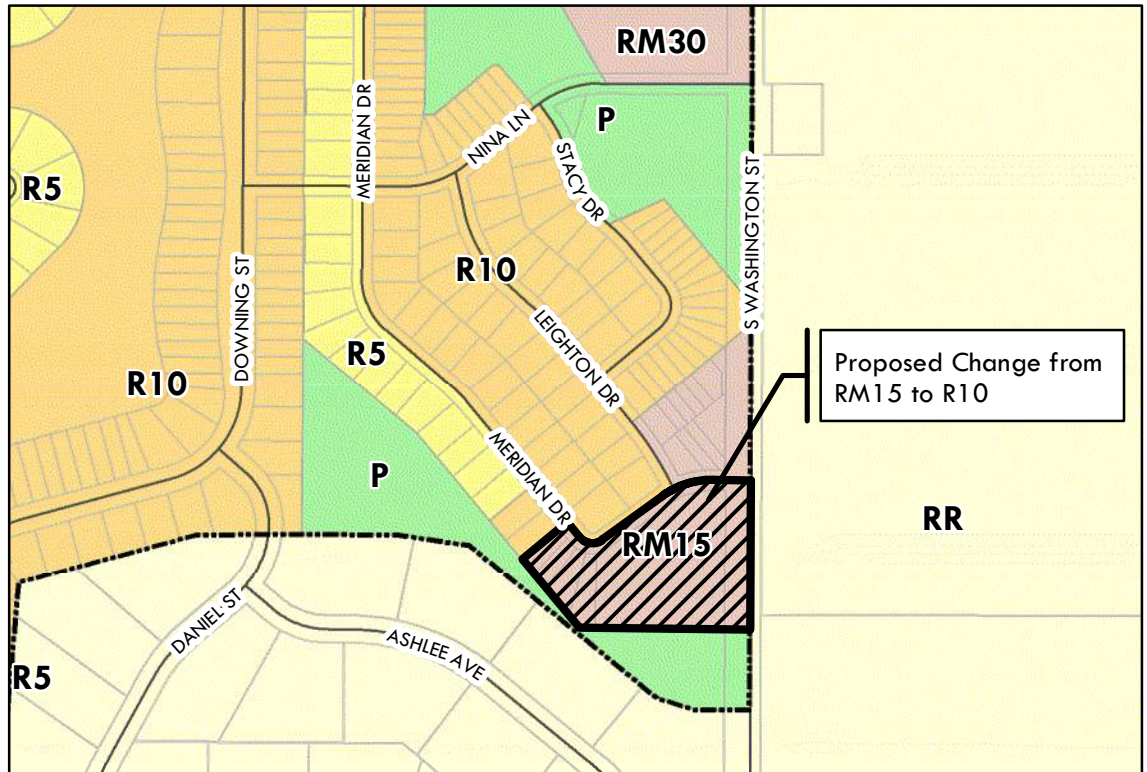 RM30
MERIDIAN DR
NINA LN
P
STACY DR
S WASHINGTON ST
R5
R10
DOWNING ST
LEIGHTON DR
R5
R10
Proposed Change from
RM15 to R10
MERIDIAN DR
P
RM15
RR
DANIEL ST
ASHLEE AVE
R5